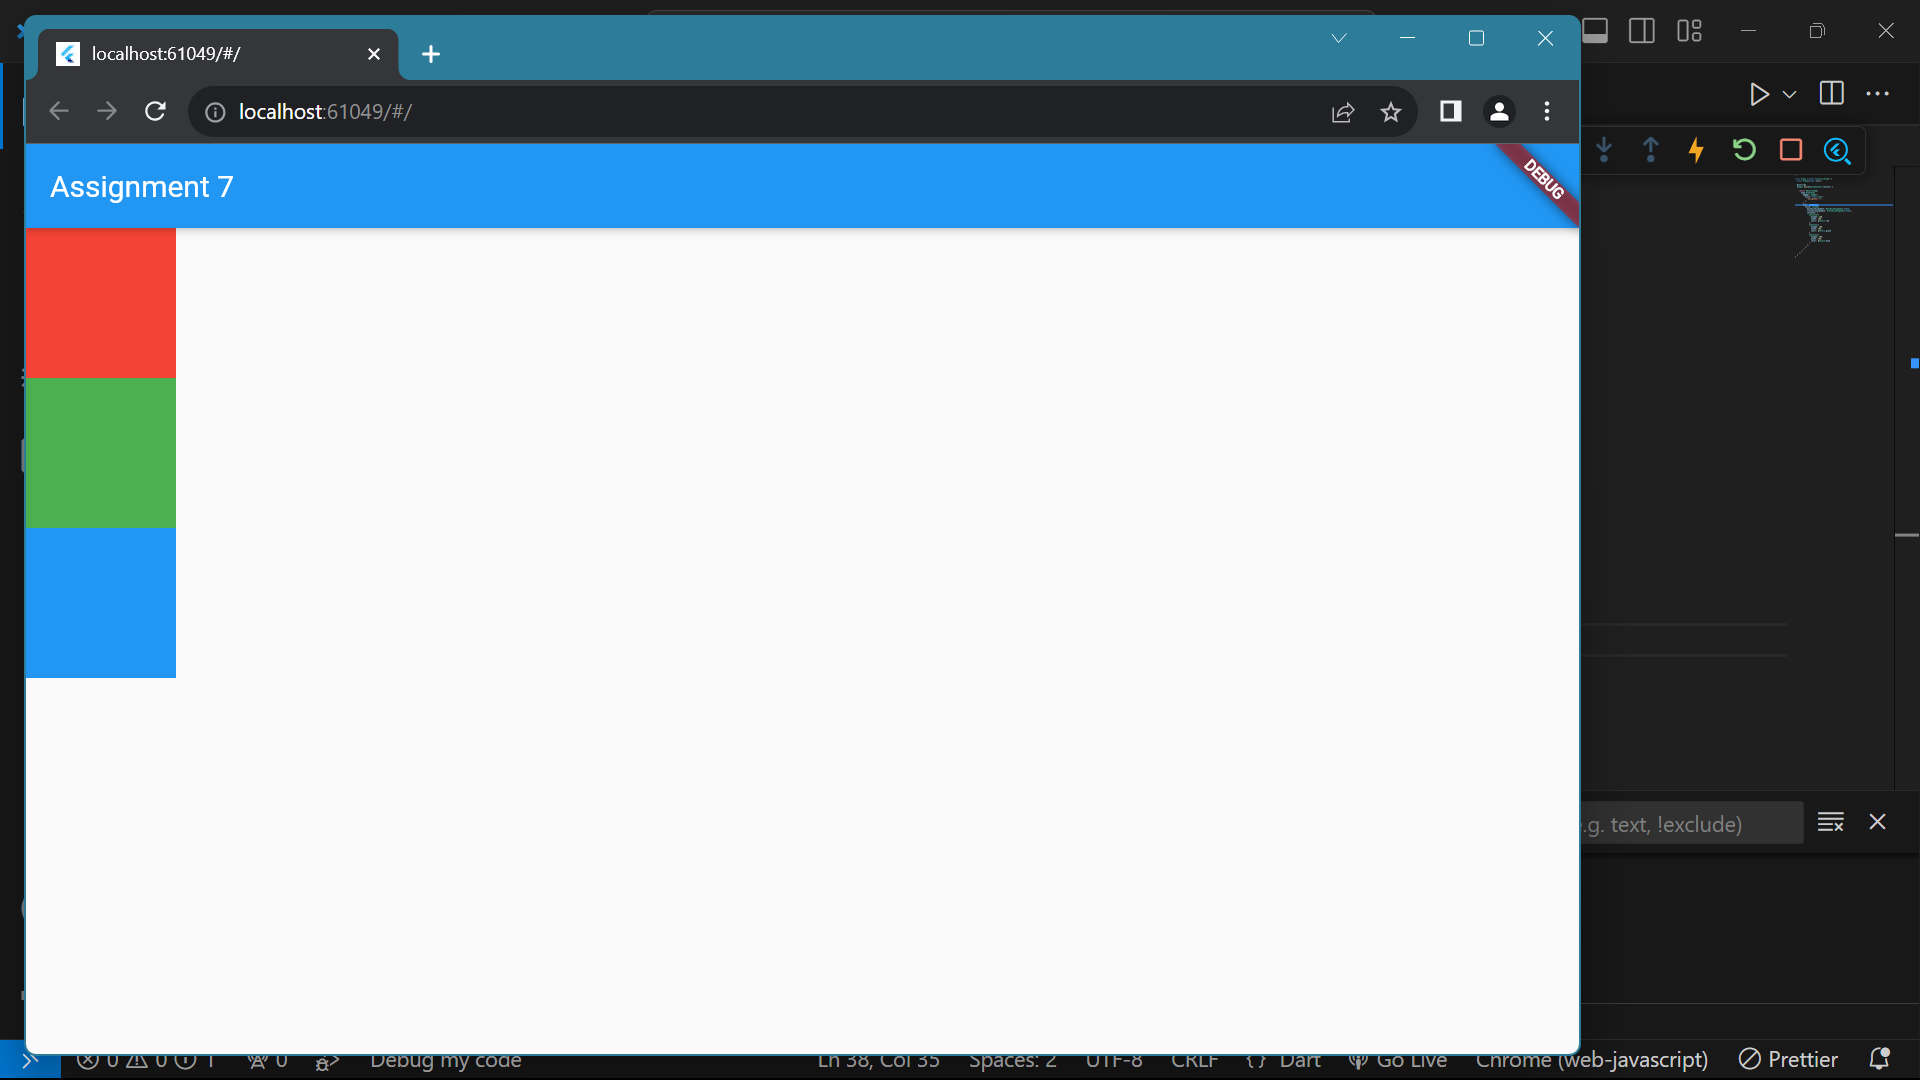 localhost:61049/#/
localhost:61049/#/
Assignment 7
DEBUG
.g. text, !exclude)
0 0 1 0 Debug my code Ln 38, Col 35 Spaces: 2 UTF-8 CRLF {} Dart Go Live Chrome (web-javascript) Prettier